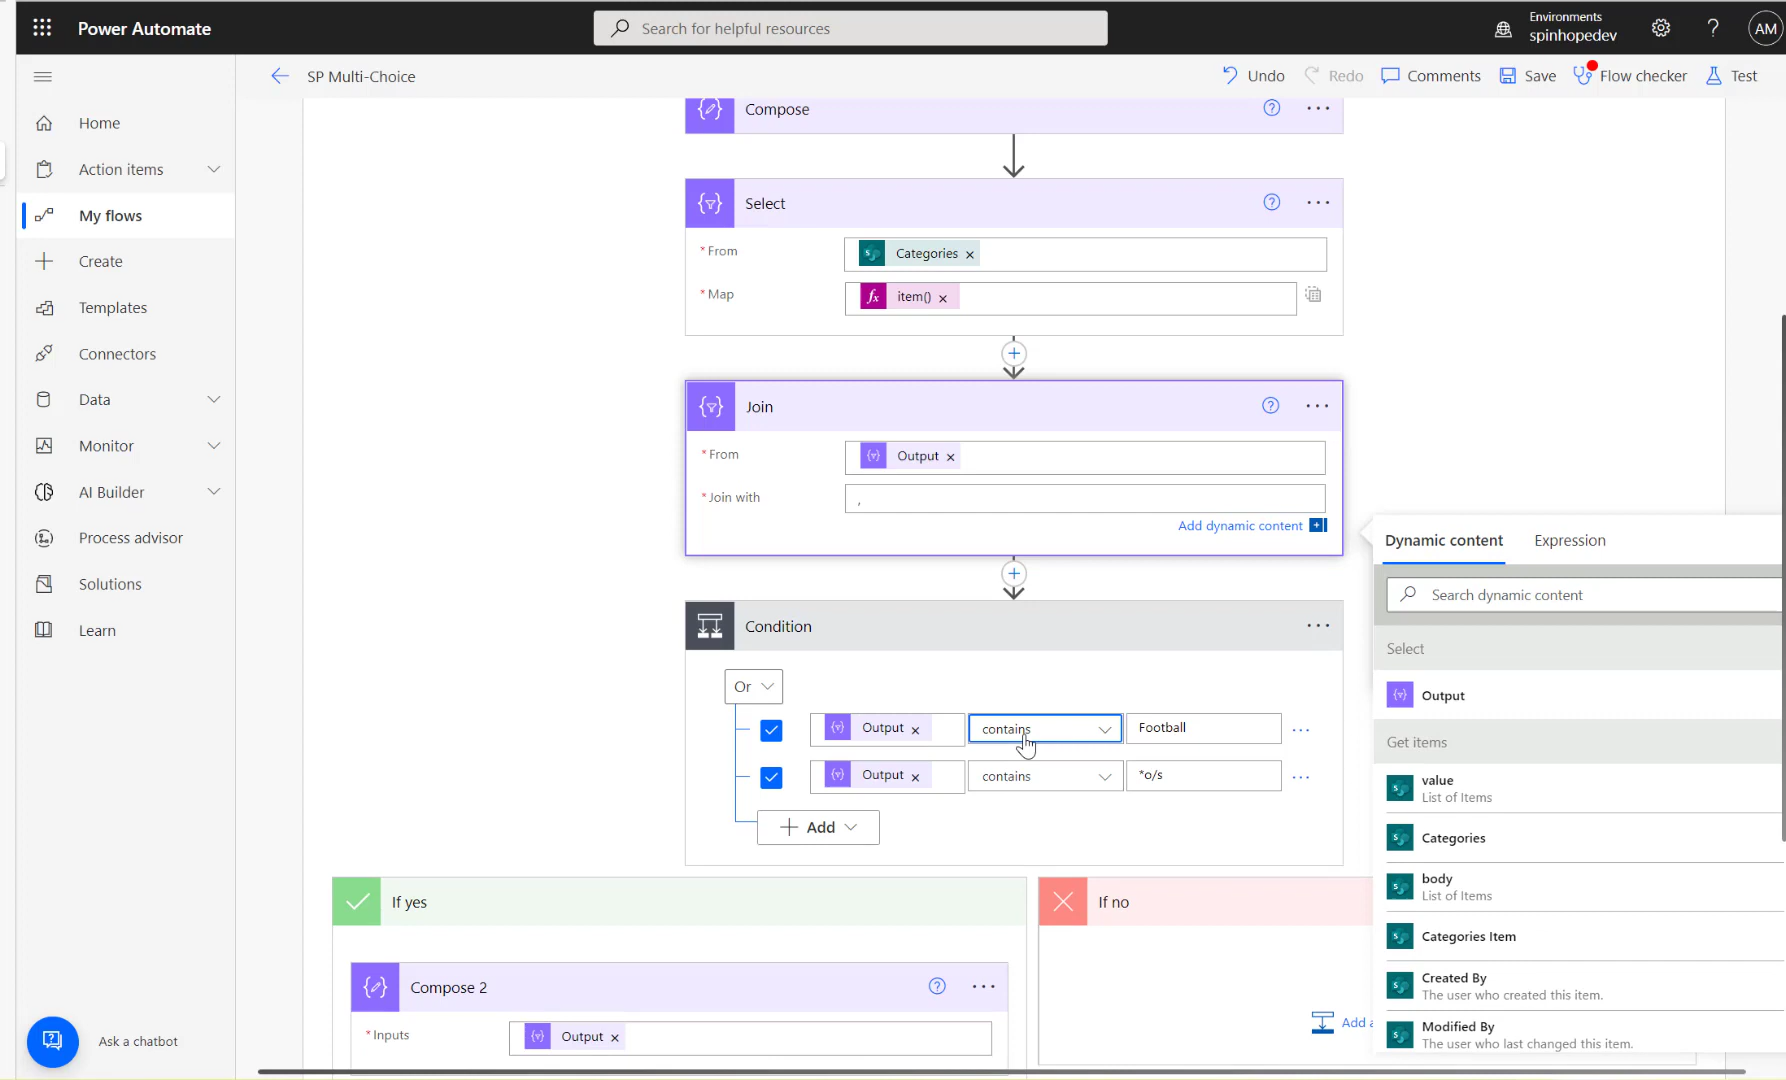 Power Automate
Search for helpful resources
Environments
spinhopedev
?
AM
SP Multi-Choice
Undo
Redo
Comments
Save
Flow checker
Test
Home
Action items
My flows
Create
Templates
Connectors
Data
Monitor
AI Builder
Process advisor
Solutions
Learn
Ask a chatbot
Compose
?
Select
?
* From
Categories ×
* Map
fx item() ×
Join
?
* From
Output ×
* Join with
,
Add dynamic content
Condition
Or
Output ×
contains
Football
Output ×
contains
*o/s
+ Add
If yes
Compose 2
?
* Inputs
Output ×
If no
Add a
Dynamic content
Expression
Search dynamic content
Select
Output
Get items
value
List of Items
Categories
body
List of Items
Categories Item
Created By
The user who created this item.
Modified By
The user who last changed this item.